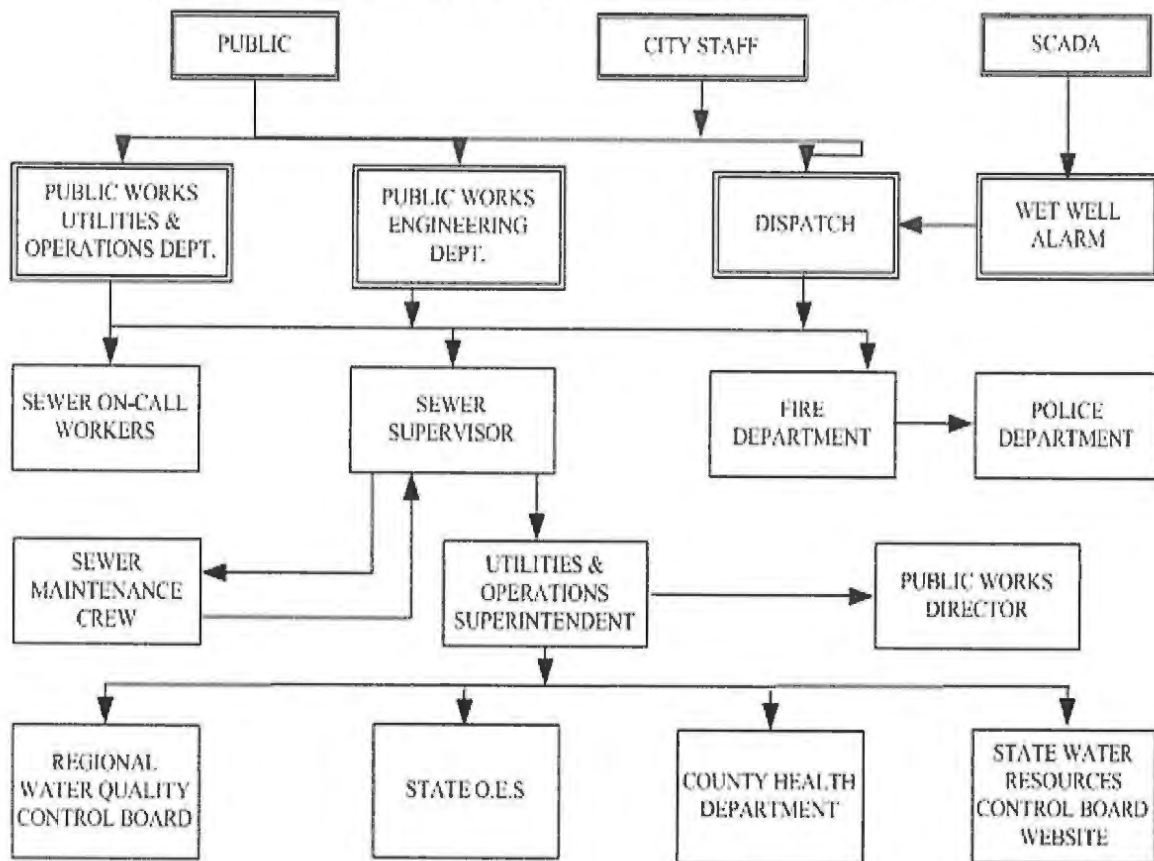 PUBLIC
CITY STAFF
SCADA
PUBLIC WORKS
UTILITIES &
OPERATIONS DEPT.
PUBLIC WORKS
ENGINEERING
DEPT.
DISPATCH
WET WELL
ALARM
SEWER ON-CALL
WORKERS
SEWER
SUPERVISOR
FIRE
DEPARTMENT
POLICE
DEPARTMENT
SEWER
MAINTENANCE
CREW
UTILITIES &
OPERATIONS
SUPERINTENDENT
PUBLIC WORKS
DIRECTOR
REGIONAL
WATER QUALITY
CONTROL BOARD
STATE O.E.S
COUNTY HEALTH
DEPARTMENT
STATE WATER
RESOURCES
CONTROL BOARD
WEBSITE